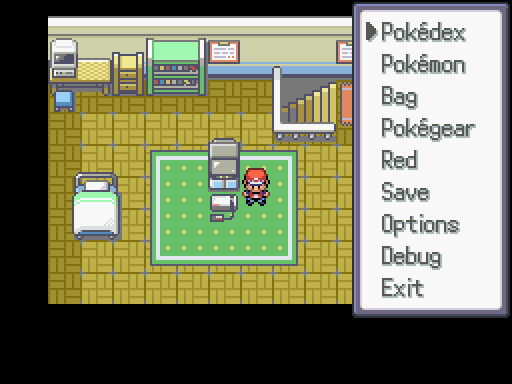 Pokédex
Pokémon
Bag
Pokégear
Red
Save
Options
Debug
Exit